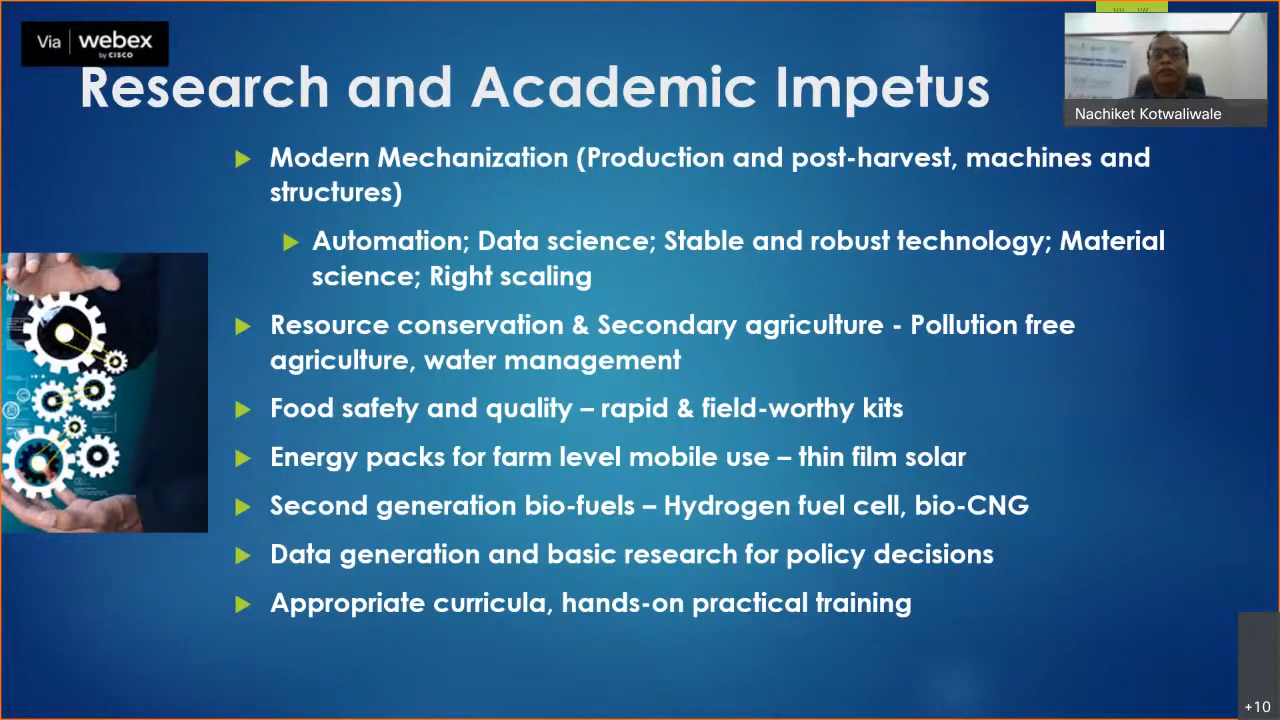 Via webex
by CISCO
Research and Academic Impetus
Nachiket Kotwaliwale
Modern Mechanization (Production and post-harvest, machines and
structures)
Automation; Data science; Stable and robust technology; Material
science; Right scaling
Resource conservation & Secondary agriculture - Pollution free
agriculture, water management
Food safety and quality – rapid & field-worthy kits
Energy packs for farm level mobile use – thin film solar
Second generation bio-fuels – Hydrogen fuel cell, bio-CNG
Data generation and basic research for policy decisions
Appropriate curricula, hands-on practical training
+10